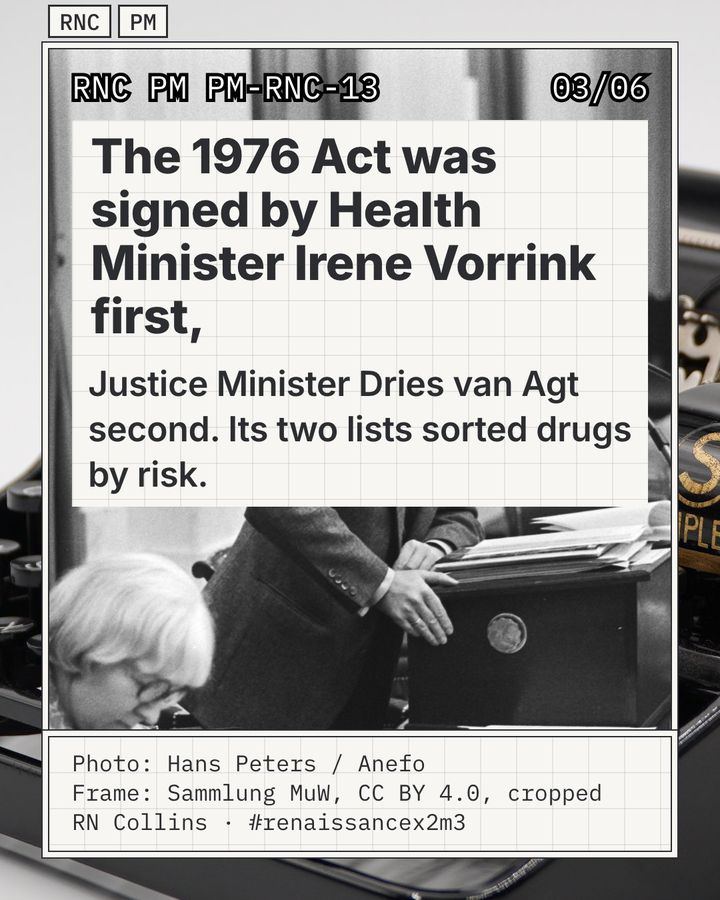 RNC PM
RNC PM PM-RNC-13 03/06
The 1976 Act was
signed by Health
Minister Irene Vorrink
first,
Justice Minister Dries van Agt
second. Its two lists sorted drugs
by risk.
Photo: Hans Peters / Anefo
Frame: Sammlung MuW, CC BY 4.0, cropped
RN Collins · #renaissancex2m3